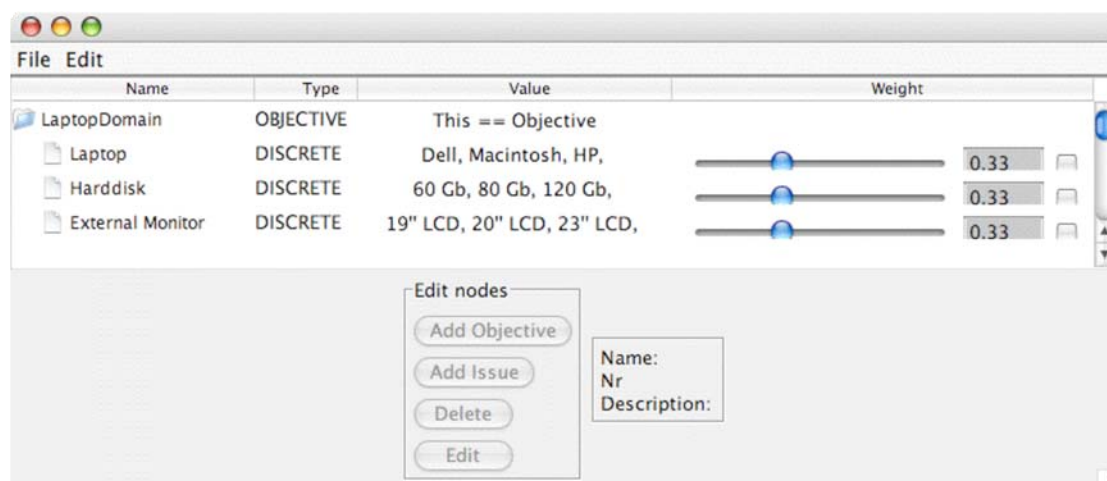 File Edit
Name Type Value Weight
LaptopDomain OBJECTIVE This == Objective
Laptop DISCRETE Dell, Macintosh, HP, 0.33
Harddisk DISCRETE 60 Gb, 80 Gb, 120 Gb, 0.33
External Monitor DISCRETE 19" LCD, 20" LCD, 23" LCD, 0.33
Edit nodes
Add Objective
Add Issue
Delete
Edit
Name:
Nr
Description: